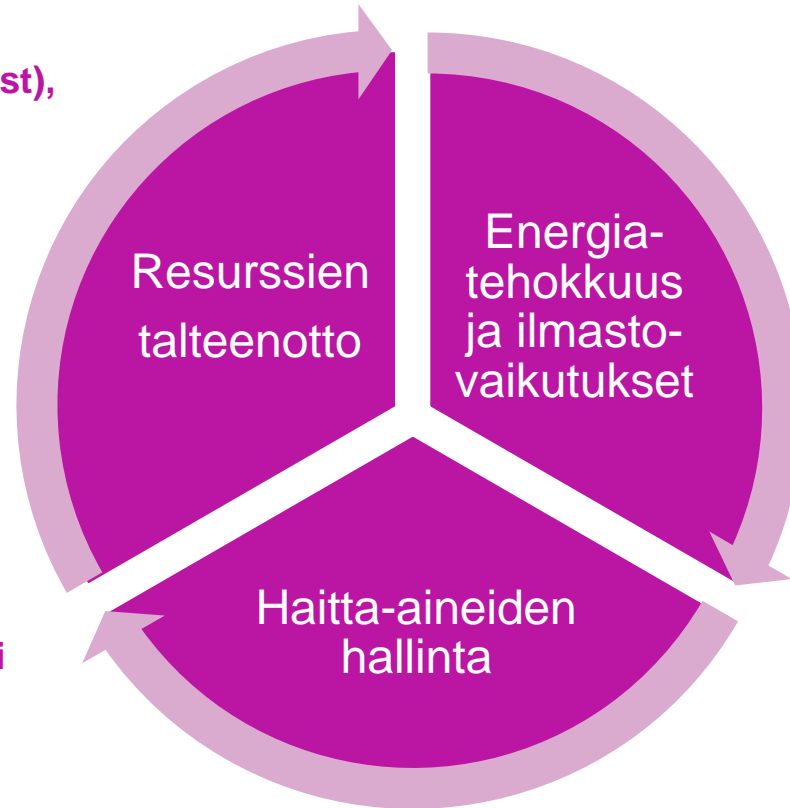 st),
Resurssien
talteenotto
Energia-
tehokkuus
ja ilmasto-
vaikutukset
Haitta-aineiden
hallinta
i